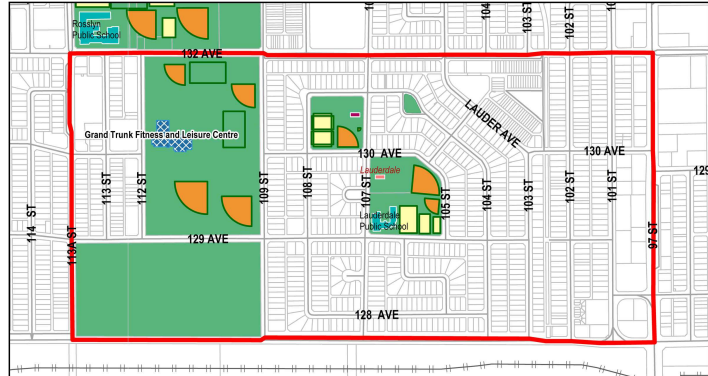 Rosslyn
Public School
132 AVE
104
103 ST
102 ST
LAUDER AVE
Grand Trunk Fitness and Leisure Centre
130 AVE
130 AVE
129
Lauderdale
114 ST
113A ST
113 ST
112 ST
109 ST
108 ST
107 ST
105 ST
104 ST
103 ST
102 ST
101 ST
97 ST
Lauderdale
Public School
129 AVE
128 AVE